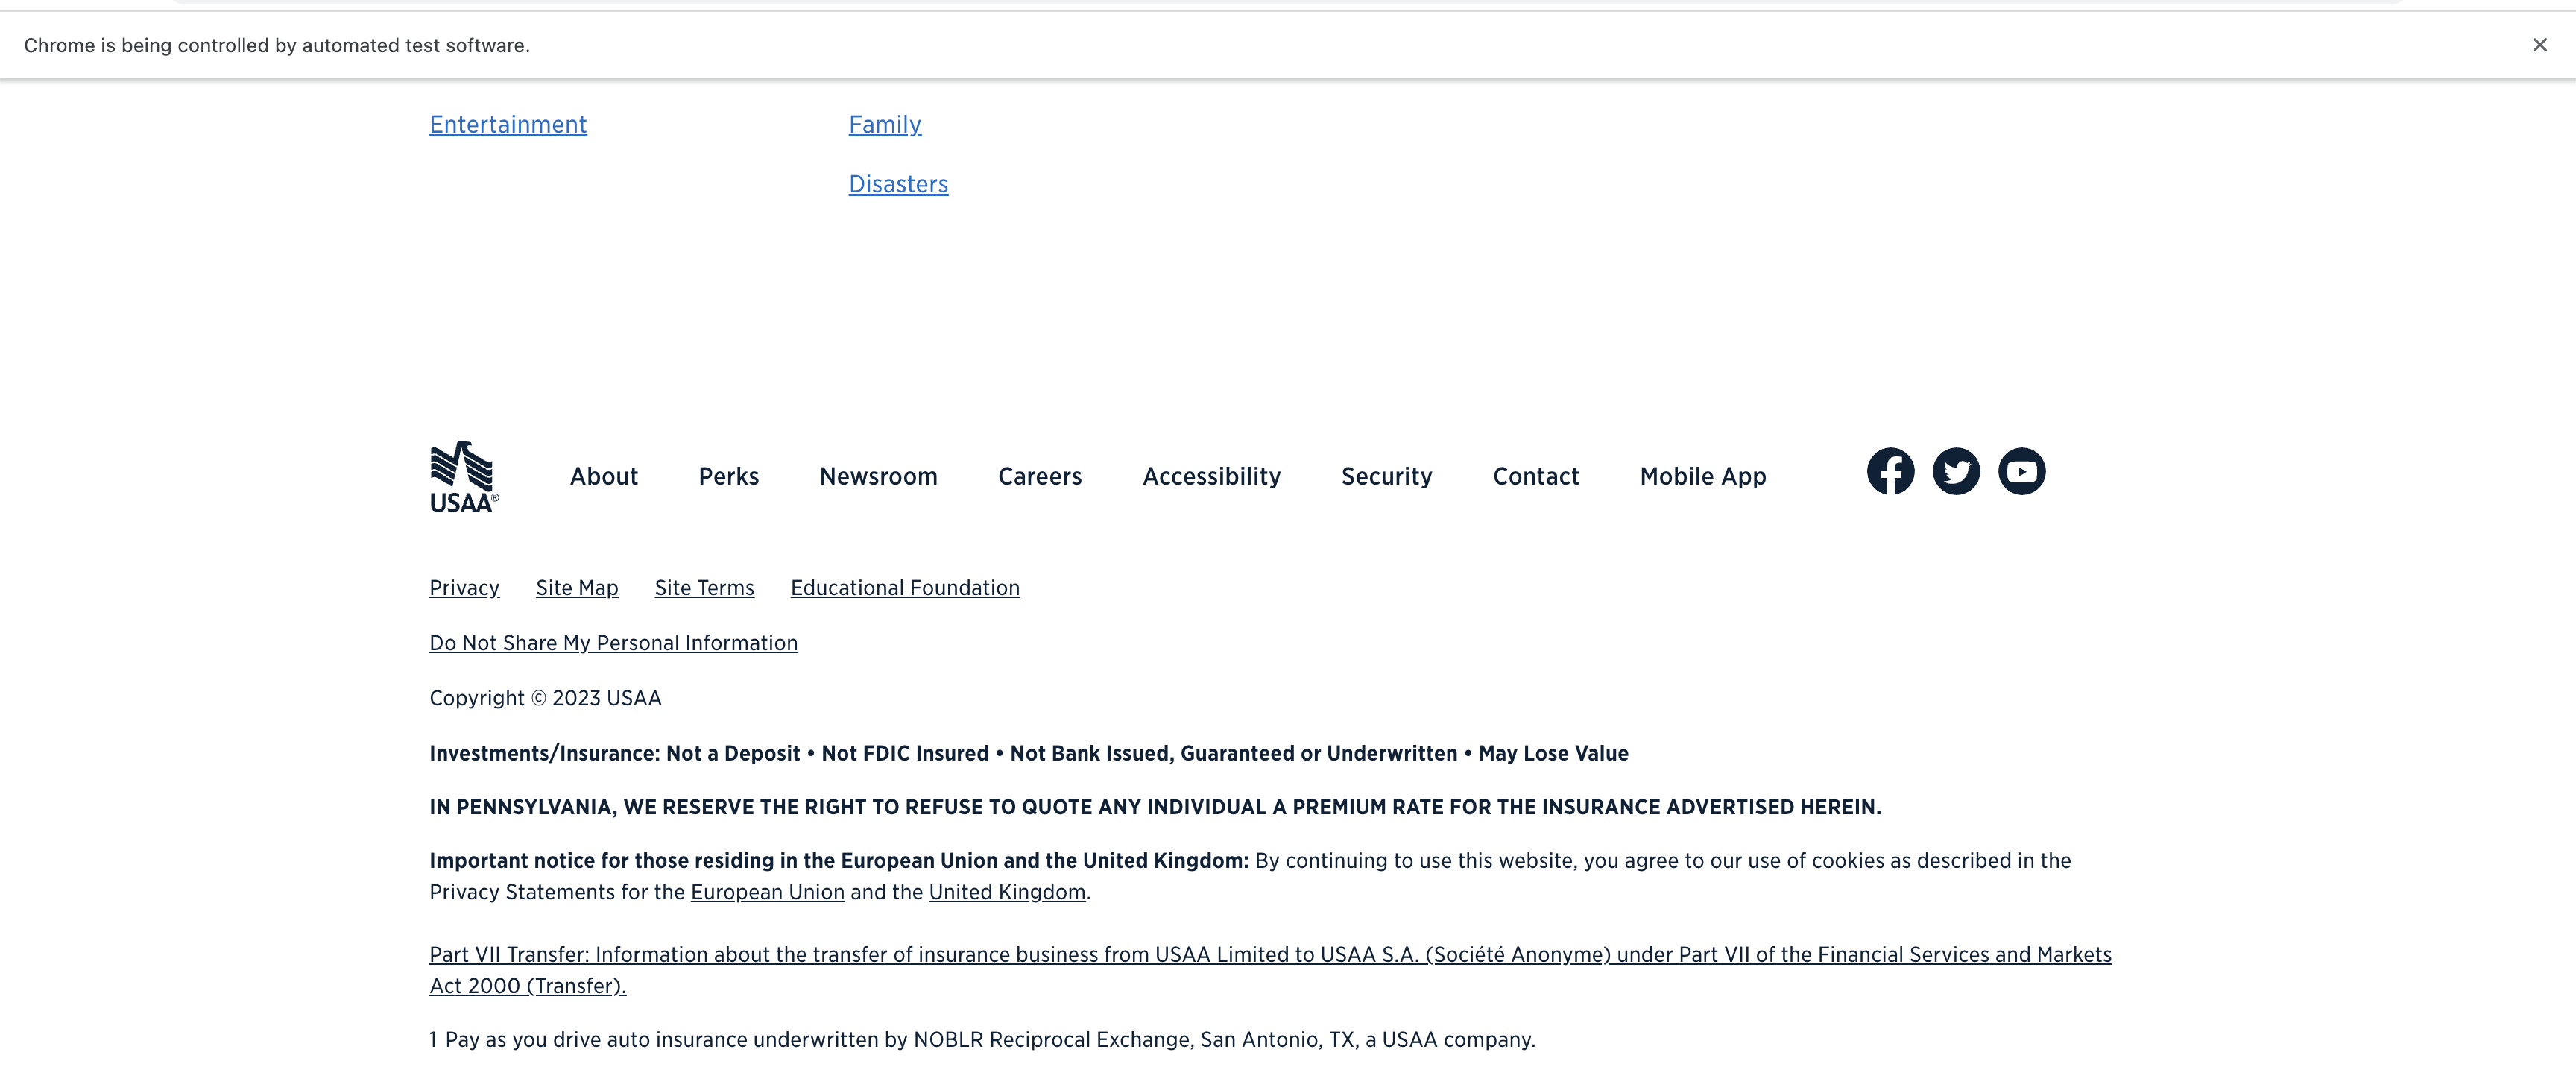 Chrome is being controlled by automated test software.
Entertainment
Family
Disasters
USAA®
About Perks Newsroom Careers Accessibility Security Contact Mobile App
Privacy Site Map Site Terms Educational Foundation
Do Not Share My Personal Information
Copyright © 2023 USAA
Investments/Insurance: Not a Deposit • Not FDIC Insured • Not Bank Issued, Guaranteed or Underwritten • May Lose Value
IN PENNSYLVANIA, WE RESERVE THE RIGHT TO REFUSE TO QUOTE ANY INDIVIDUAL A PREMIUM RATE FOR THE INSURANCE ADVERTISED HEREIN.
Important notice for those residing in the European Union and the United Kingdom: By continuing to use this website, you agree to our use of cookies as described in the
Privacy Statements for the European Union and the United Kingdom.
Part VII Transfer: Information about the transfer of insurance business from USAA Limited to USAA S.A. (Société Anonyme) under Part VII of the Financial Services and Markets
Act 2000 (Transfer).
1 Pay as you drive auto insurance underwritten by NOBLR Reciprocal Exchange, San Antonio, TX, a USAA company.